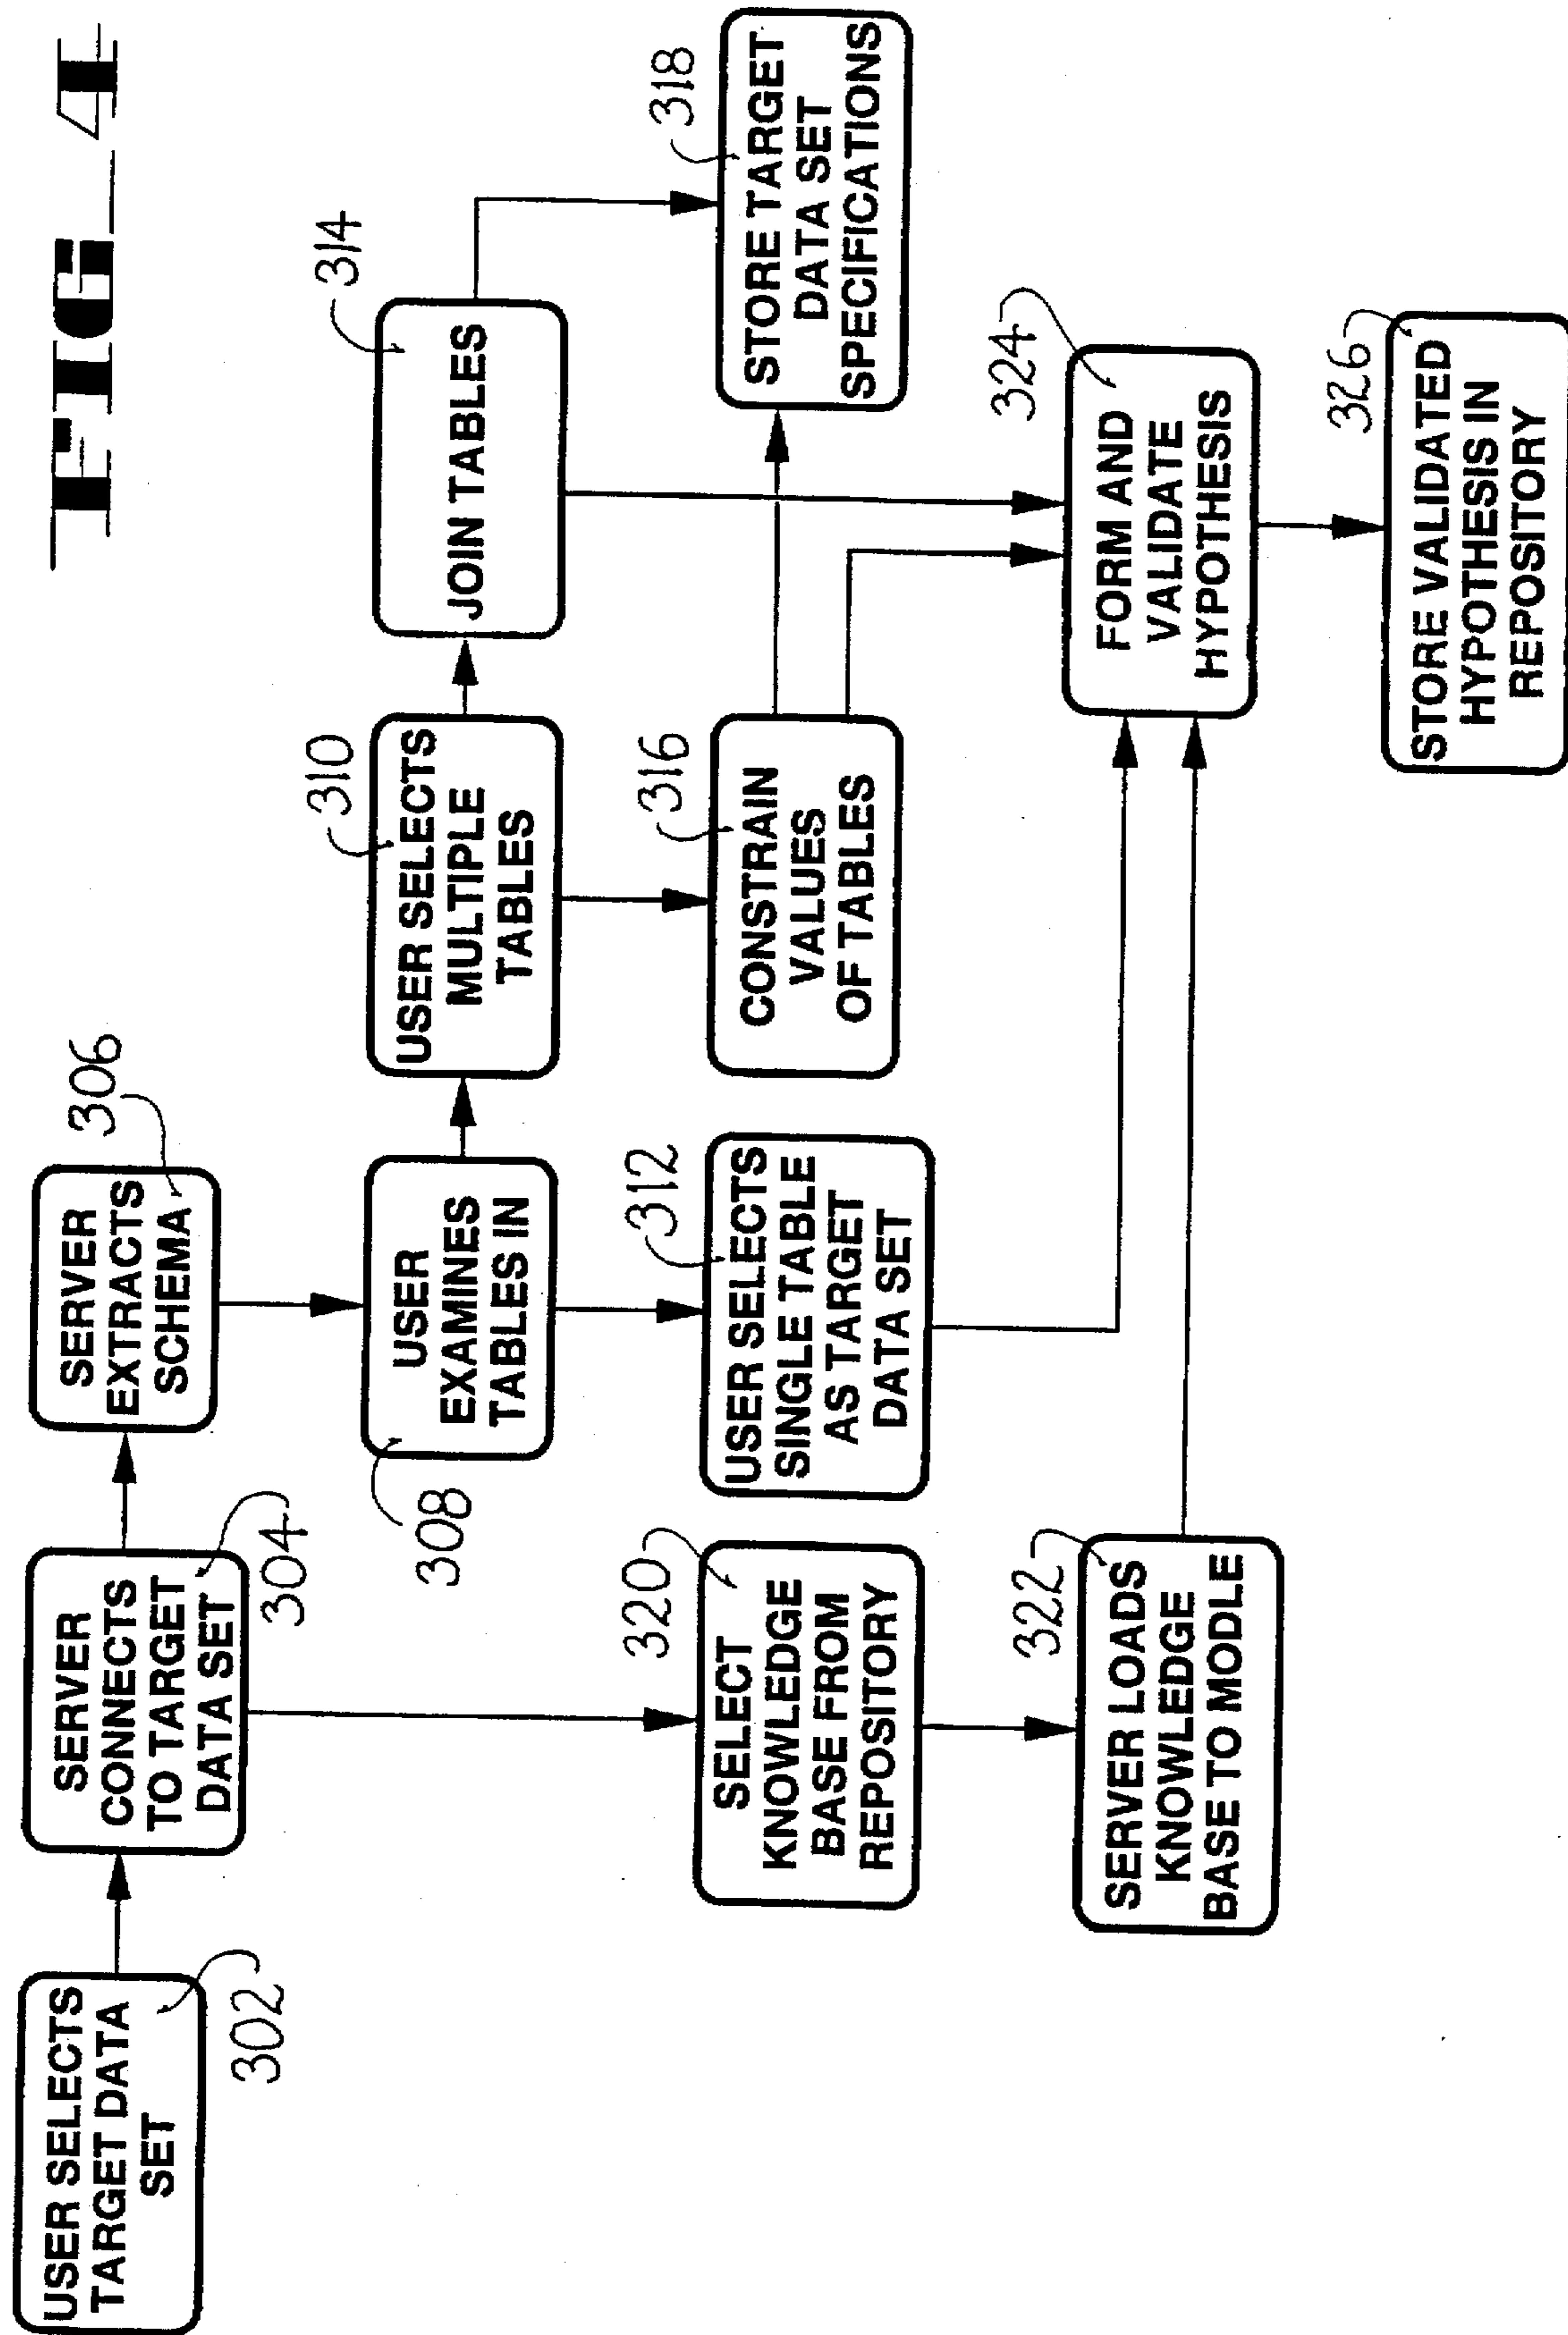 FIG_4
USER SELECTS
TARGET DATA
SET
302
SERVER
CONNECTS
TO TARGET
DATA SET
304
SERVER
EXTRACTS
SCHEMA
306
USER
EXAMINES
TABLES IN
308
USER SELECTS
MULTIPLE
TABLES
310
JOIN TABLES
314
SELECT
KNOWLEDGE
BASE FROM
REPOSITORY
320
USER SELECTS
SINGLE TABLE
AS TARGET
DATA SET
312
CONSTRAIN
VALUES
OF TABLES
316
STORE TARGET
DATA SET
SPECIFICATIONS
318
SERVER LOADS
KNOWLEDGE
BASE TO MODLE
322
FORM AND
VALIDATE
HYPOTHESIS
324
STORE VALIDATED
HYPOTHESIS IN
REPOSITORY
326